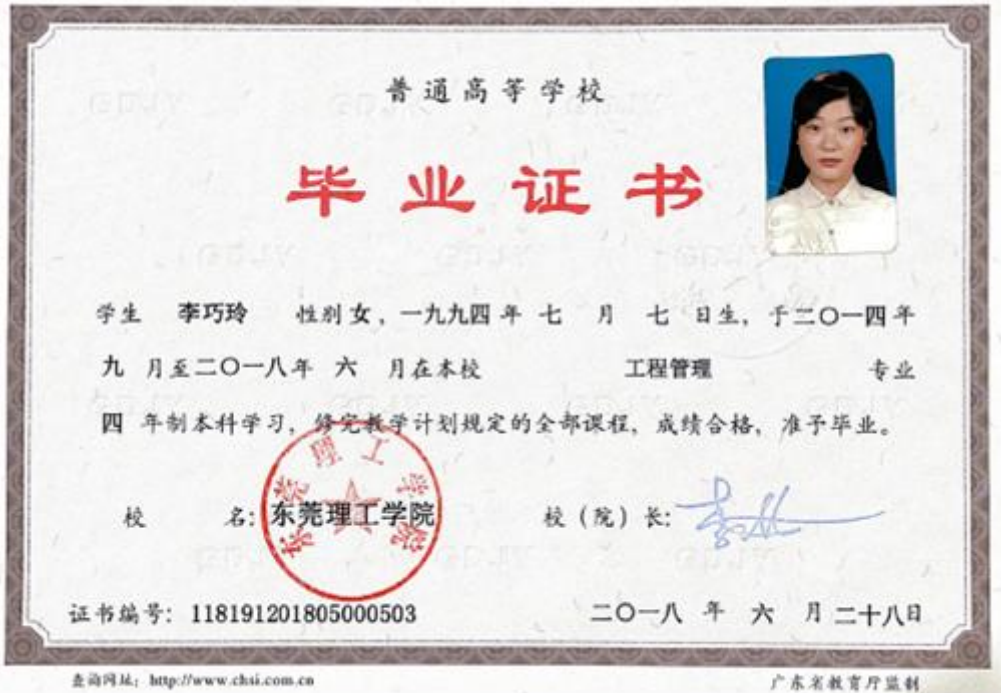 普通高等学校
毕业证书
学生 李巧玲 性别 女，一九九四 年 七 月 七 日生，于二〇一四年
九 月至二〇一八年 六 月在本校 工程管理 专业
四 年制本科学习，修完教学计划规定的全部课程，成绩合格，准予毕业。
东莞理工学院
校 名：东莞理工学院 校（院）长：
证书编号：118191201805000503 二〇一八 年 六 月二十八日
查询网址：http://www.chsi.com.cn 广东省教育厅监制